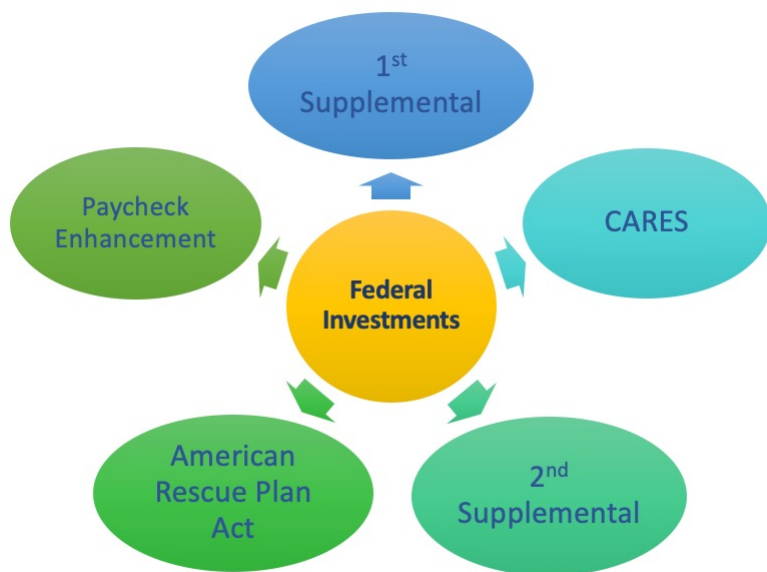 1st
Supplemental
CARES
2nd
Supplemental
American
Rescue Plan
Act
Paycheck
Enhancement
Federal
Investments